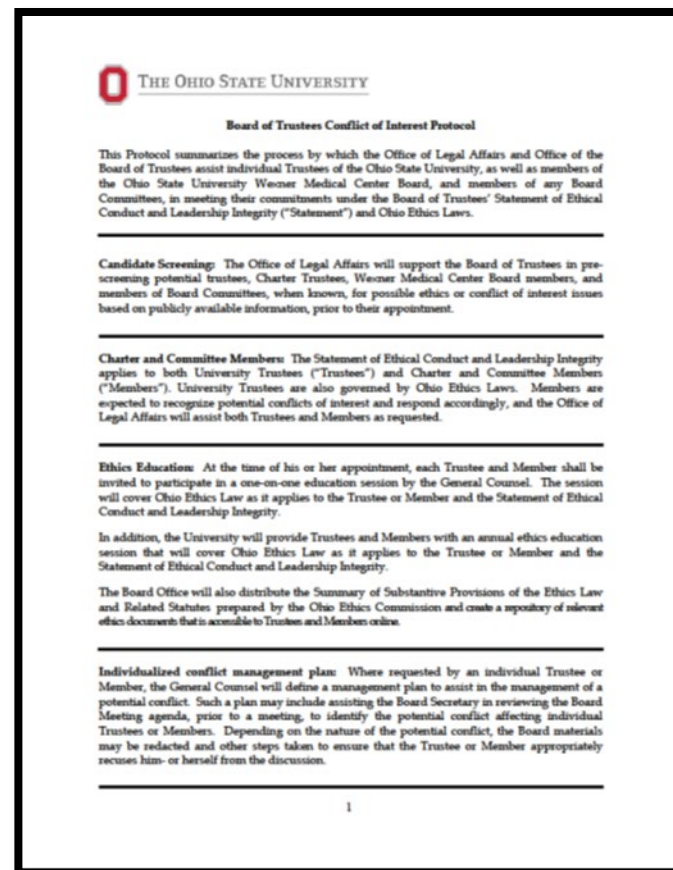 THE OHIO STATE UNIVERSITY
Board of Trustees Conflict of Interest Protocol
This Protocol summarizes the process by which the Office of Legal Affairs and Office of the
Board of Trustees assist individual Trustees of the Ohio State University, as well as members of
the Ohio State University Wexner Medical Center Board, and members of any Board
Committees, in meeting their commitments under the Board of Trustees' Statement of Ethical
Conduct and Leadership Integrity ("Statement") and Ohio Ethics Laws.
Candidate Screening: The Office of Legal Affairs will support the Board of Trustees in pre-
screening potential trustees, Charter Trustees, Wexner Medical Center Board members, and
members of Board Committees, when known, for possible ethics or conflict of interest issues
based on publicly available information, prior to their appointment.
Charter and Committee Members: The Statement of Ethical Conduct and Leadership Integrity
applies to both University Trustees ("Trustees") and Charter and Committee Members
("Members"). University Trustees are also governed by Ohio Ethics Laws. Members are
expected to recognize potential conflicts of interest and respond accordingly, and the Office of
Legal Affairs will assist both Trustees and Members as requested.
Ethics Education: At the time of his or her appointment, each Trustee and Member shall be
invited to participate in a one-on-one education session by the General Counsel. The session
will cover Ohio Ethics Law as it applies to the Trustee or Member and the Statement of Ethical
Conduct and Leadership Integrity.
In addition, the University will provide Trustees and Members with an annual ethics education
session that will cover Ohio Ethics Law as it applies to the Trustee or Member and the
Statement of Ethical Conduct and Leadership Integrity.
The Board Office will also distribute the Summary of Substantive Provisions of the Ethics Law
and Related Statutes prepared by the Ohio Ethics Commission and create a repository of relevant
ethics documents that is accessible to Trustees and Members online.
Individualized conflict management plan: Where requested by an individual Trustee or
Member, the General Counsel will define a management plan to assist in the management of a
potential conflict. Such a plan may include assisting the Board Secretary in reviewing the Board
Meeting agenda, prior to a meeting, to identify the potential conflict affecting individual
Trustees or Members. Depending on the nature of the potential conflict, the Board materials
may be redacted and other steps taken to ensure that the Trustee or Member appropriately
recuses him- or herself from the discussion.
1